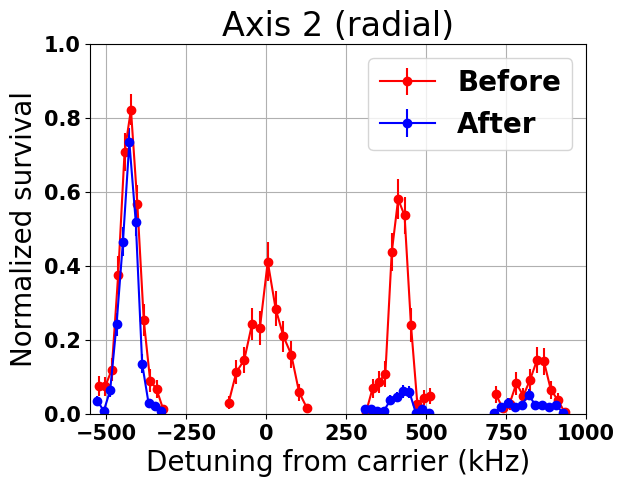 Axis 2 (radial)
Normalized survival
1.0
0.8
0.6
0.4
0.2
0.0
Before
After
−500
−250
0
250
500
750
1000
Detuning from carrier (kHz)